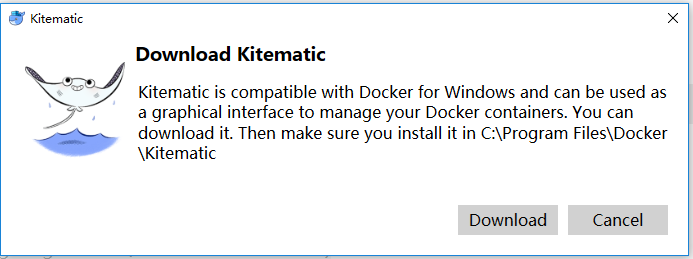 Kitematic
Download Kitematic
Kitematic is compatible with Docker for Windows and can be used as
a graphical interface to manage your Docker containers. You can
download it. Then make sure you install it in C:\Program Files\Docker
\Kitematic
Download Cancel